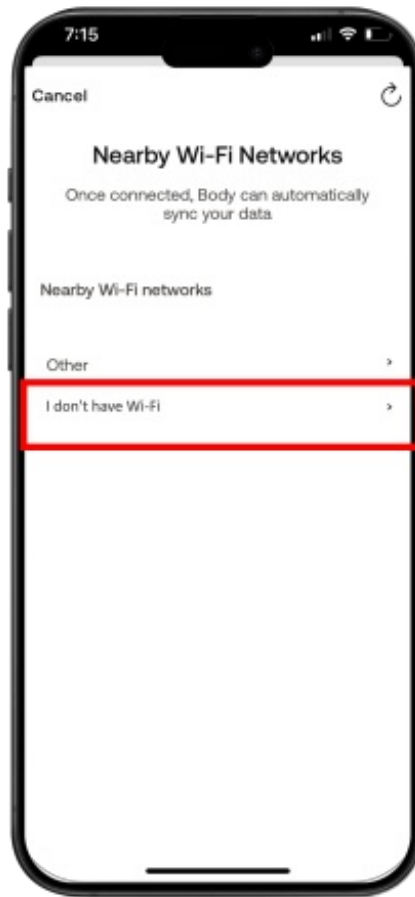 7:15
Cancel
Nearby Wi-Fi Networks
Once connected, Body can automatically
sync your data
Nearby Wi-Fi networks
Other
I don't have Wi-Fi